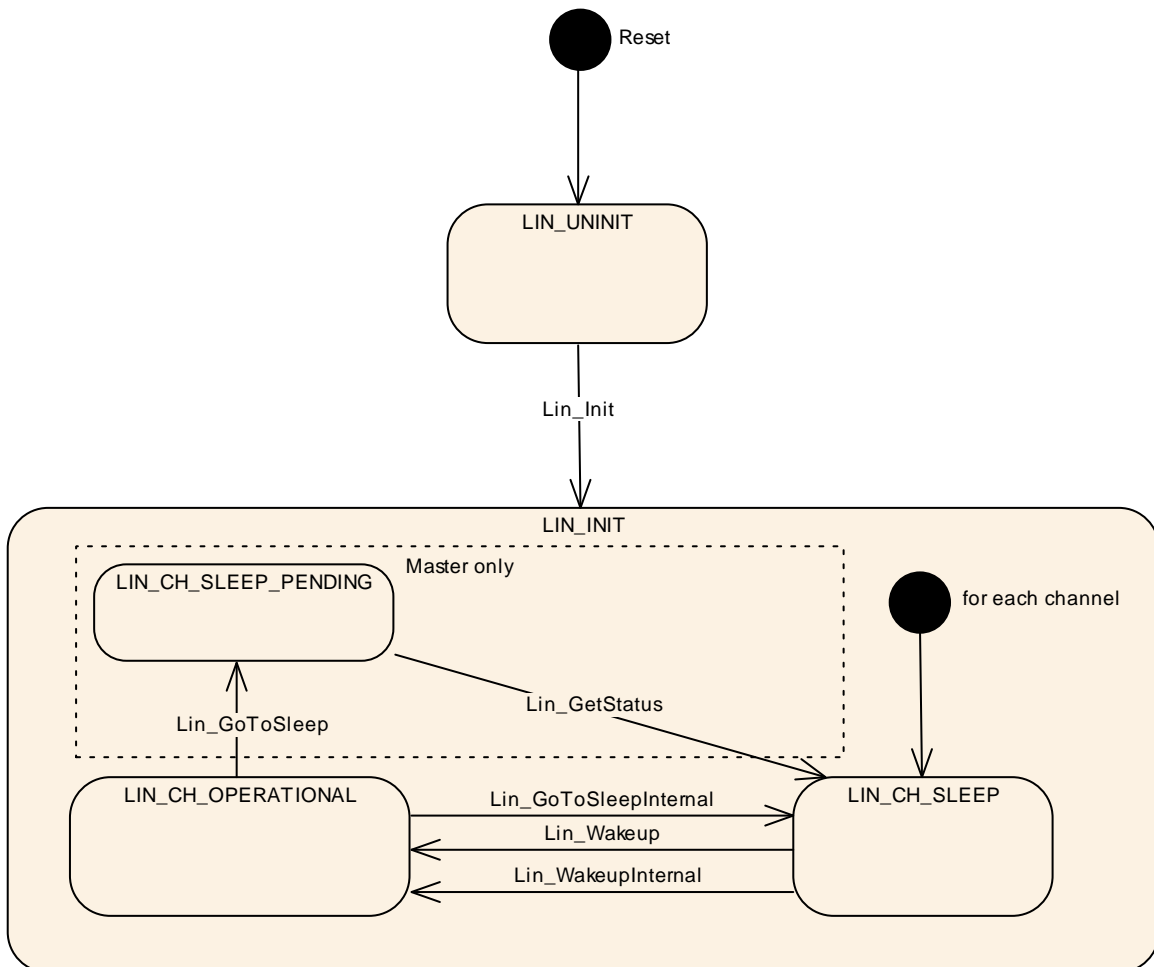 Reset
LIN_UNINIT
Lin_Init
LIN_INIT
Master only
LIN_CH_SLEEP_PENDING
for each channel
Lin_GetStatus
Lin_GoToSleep
LIN_CH_OPERATIONAL
LIN_CH_SLEEP
Lin_GoToSleepInternal
Lin_Wakeup
Lin_WakeupInternal